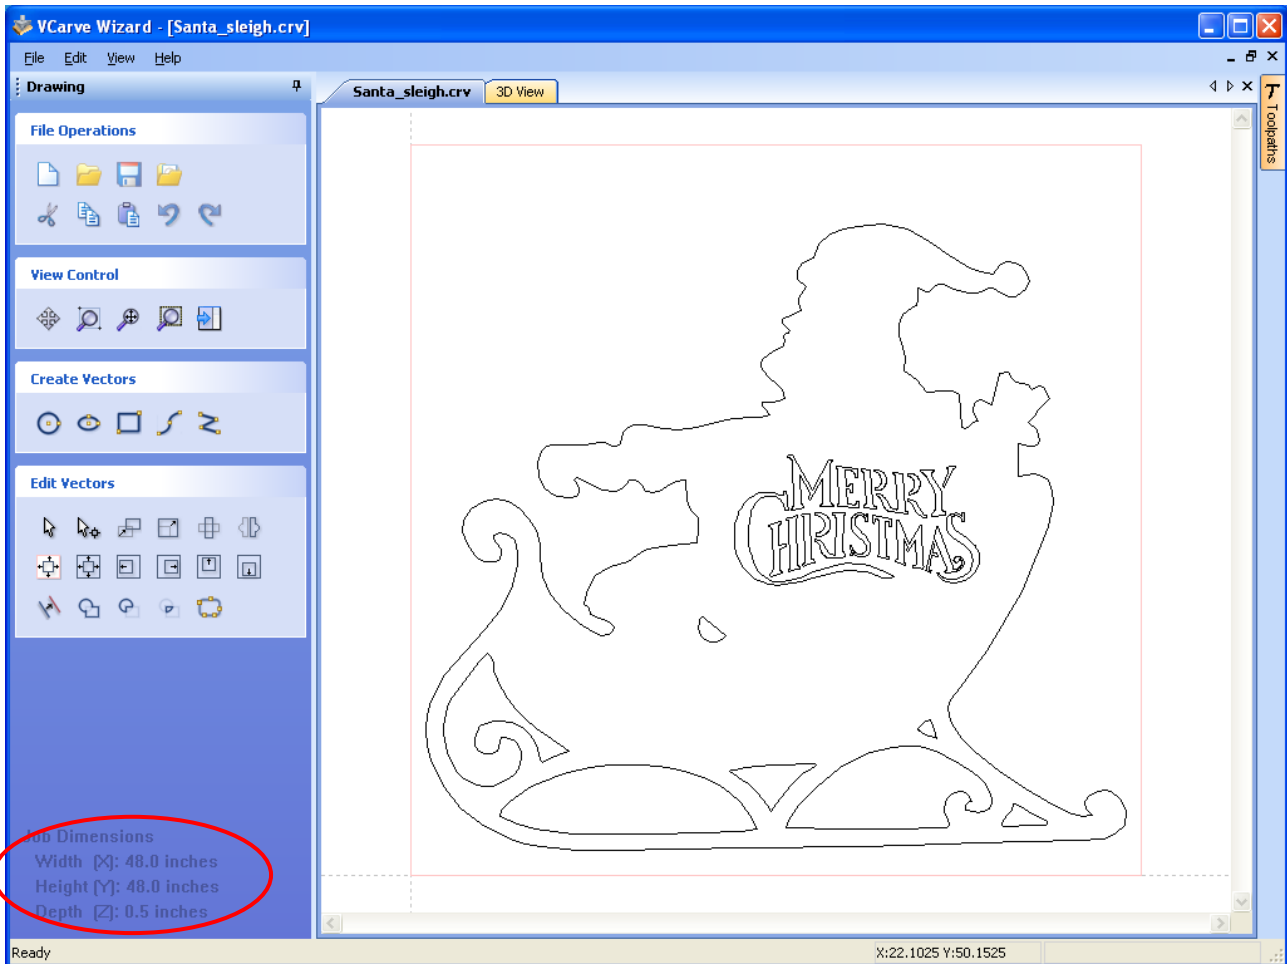 VCarve Wizard - [Santa_sleigh.crv]
File Edit View Help
Drawing
Santa_sleigh.crv 3D View
Toolpaths
File Operations
View Control
Create Vectors
Edit Vectors
MERRY
CHRISTMAS
Job Dimensions
Width (X): 48.0 inches
Height (Y): 48.0 inches
Depth (Z): 0.5 inches
Ready
X:22.1025 Y:50.1525